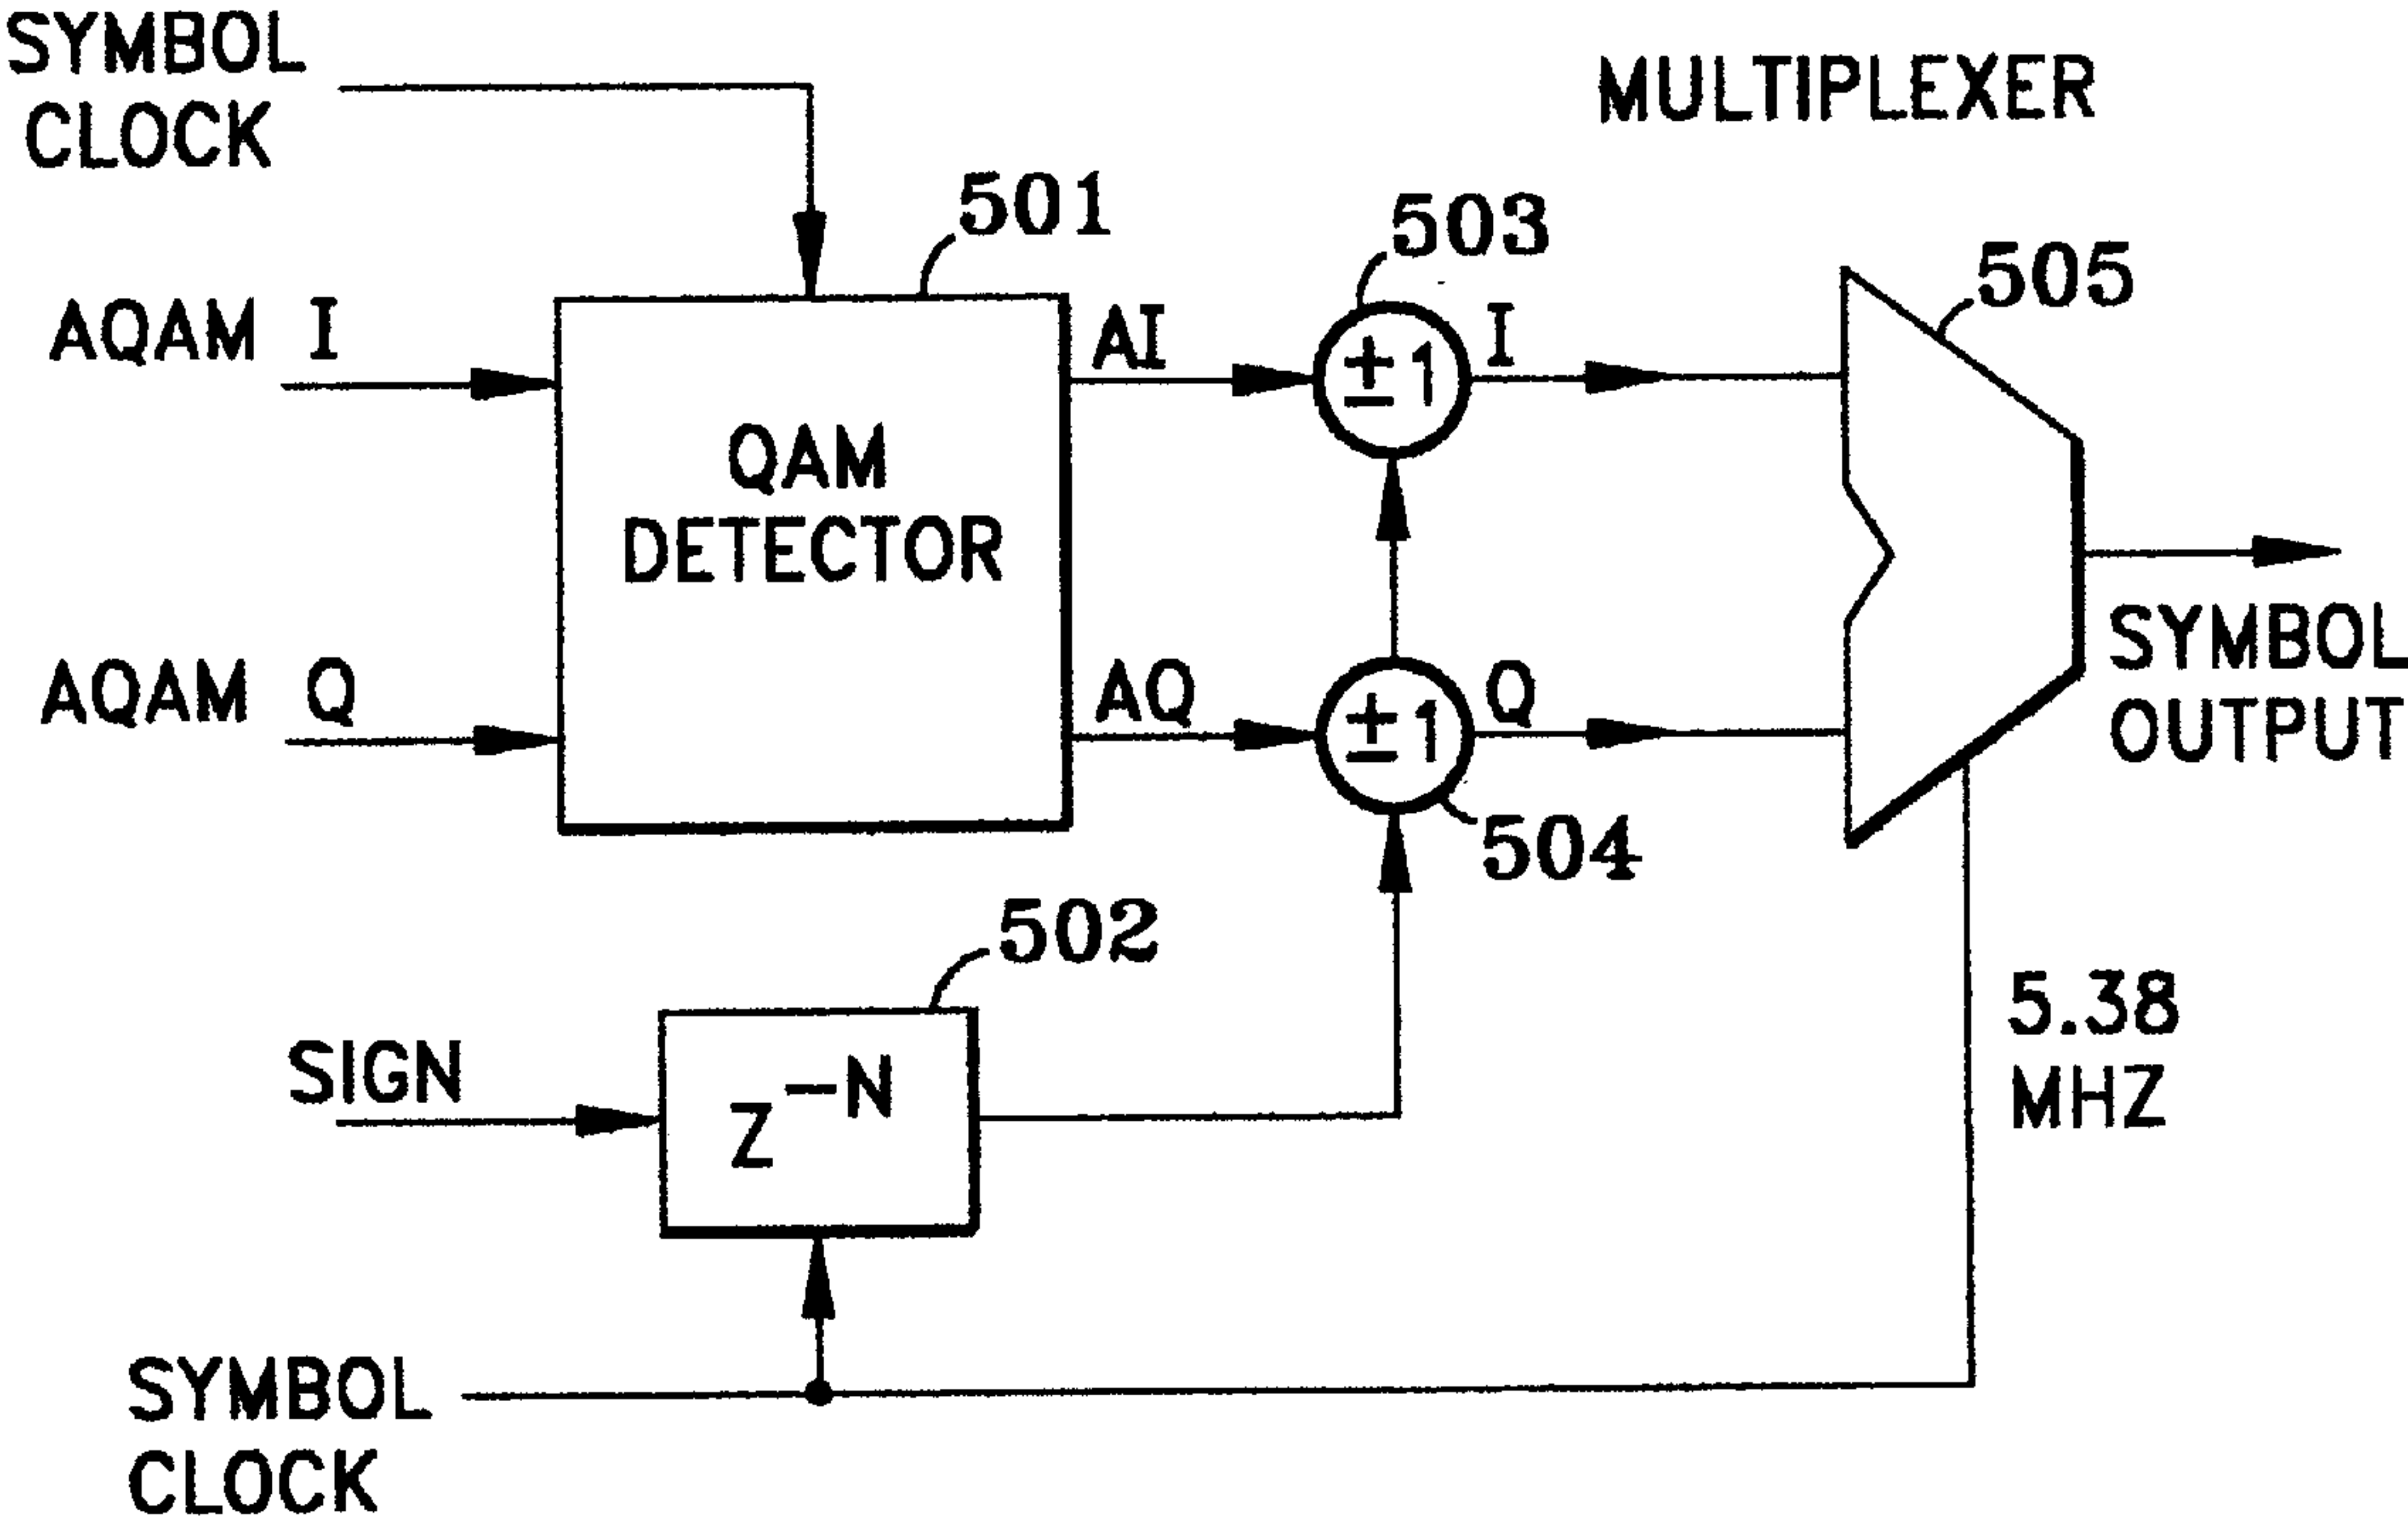 SYMBOL
CLOCK
MULTIPLEXER
501
503
505
AQAM I
AI
±1
I
QAM
DETECTOR
AQAM Q
AQ
±1
Q
SYMBOL
OUTPUT
504
502
5.38
MHZ
SIGN
Z^-N
SYMBOL
CLOCK